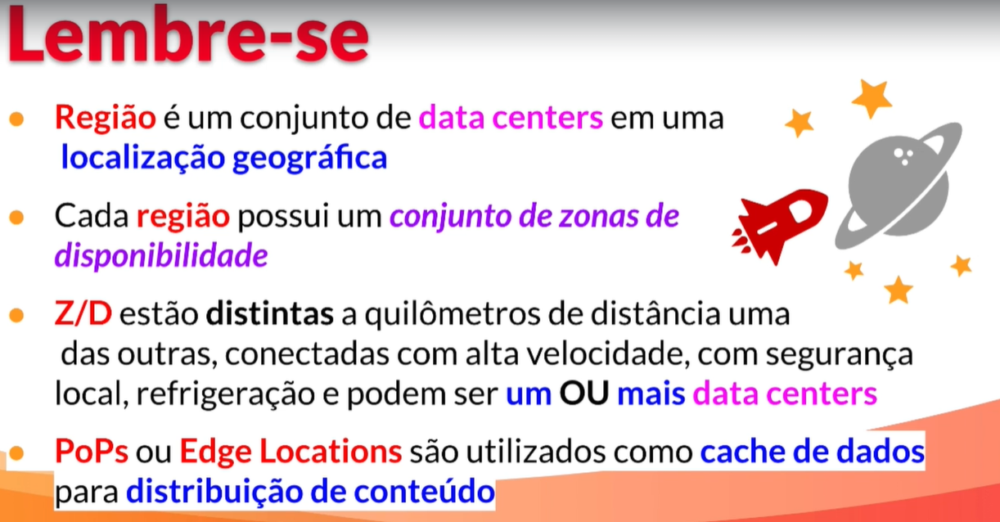 Lembre-se
Região é um conjunto de data centers em uma
localização geográfica
Cada região possui um conjunto de zonas de
disponibilidade
Z/D estão distintas a quilômetros de distância uma
das outras, conectadas com alta velocidade, com segurança
local, refrigeração e podem ser um OU mais data centers
PoPs ou Edge Locations são utilizados como cache de dados
para distribuição de conteúdo